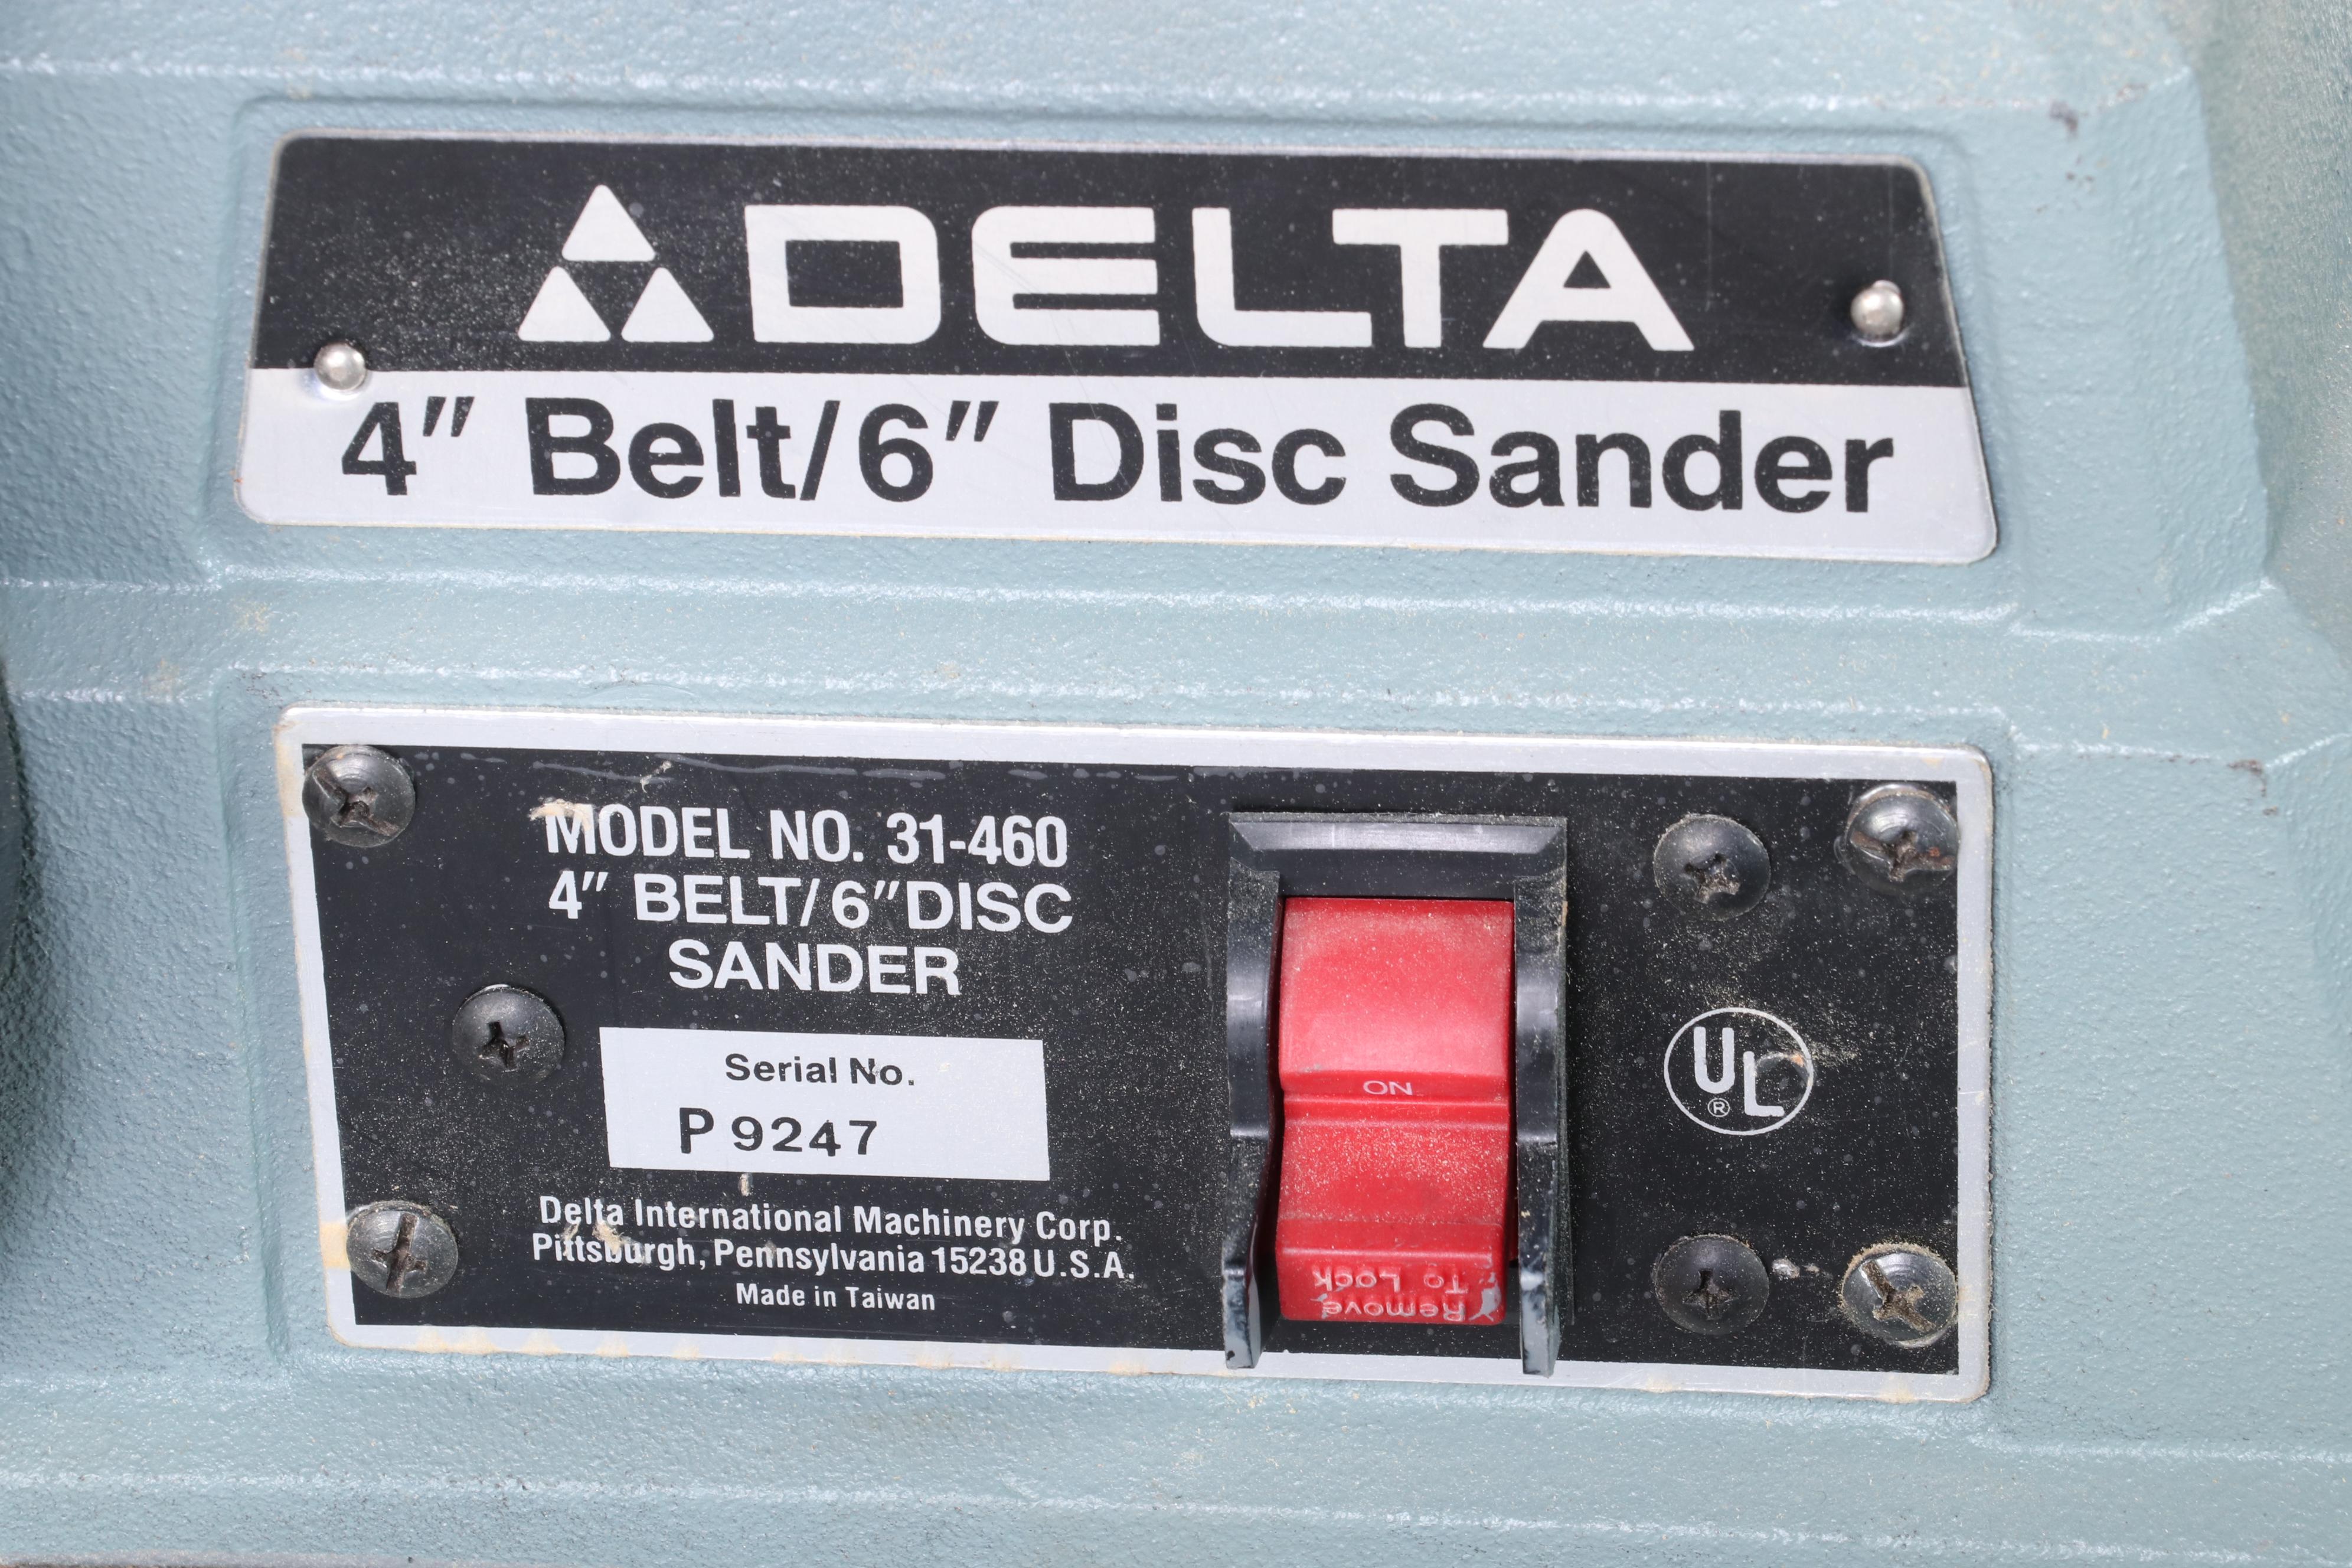 DELTA
4" Belt/6" Disc Sander
MODEL NO. 31-460
4" BELT/6"DISC
SANDER
Serial No.
P 9247
Delta International Machinery Corp.
Pittsburgh, Pennsylvania 15238 U.S.A.
Made in Taiwan
ON
Remove
To Lock
UL
®